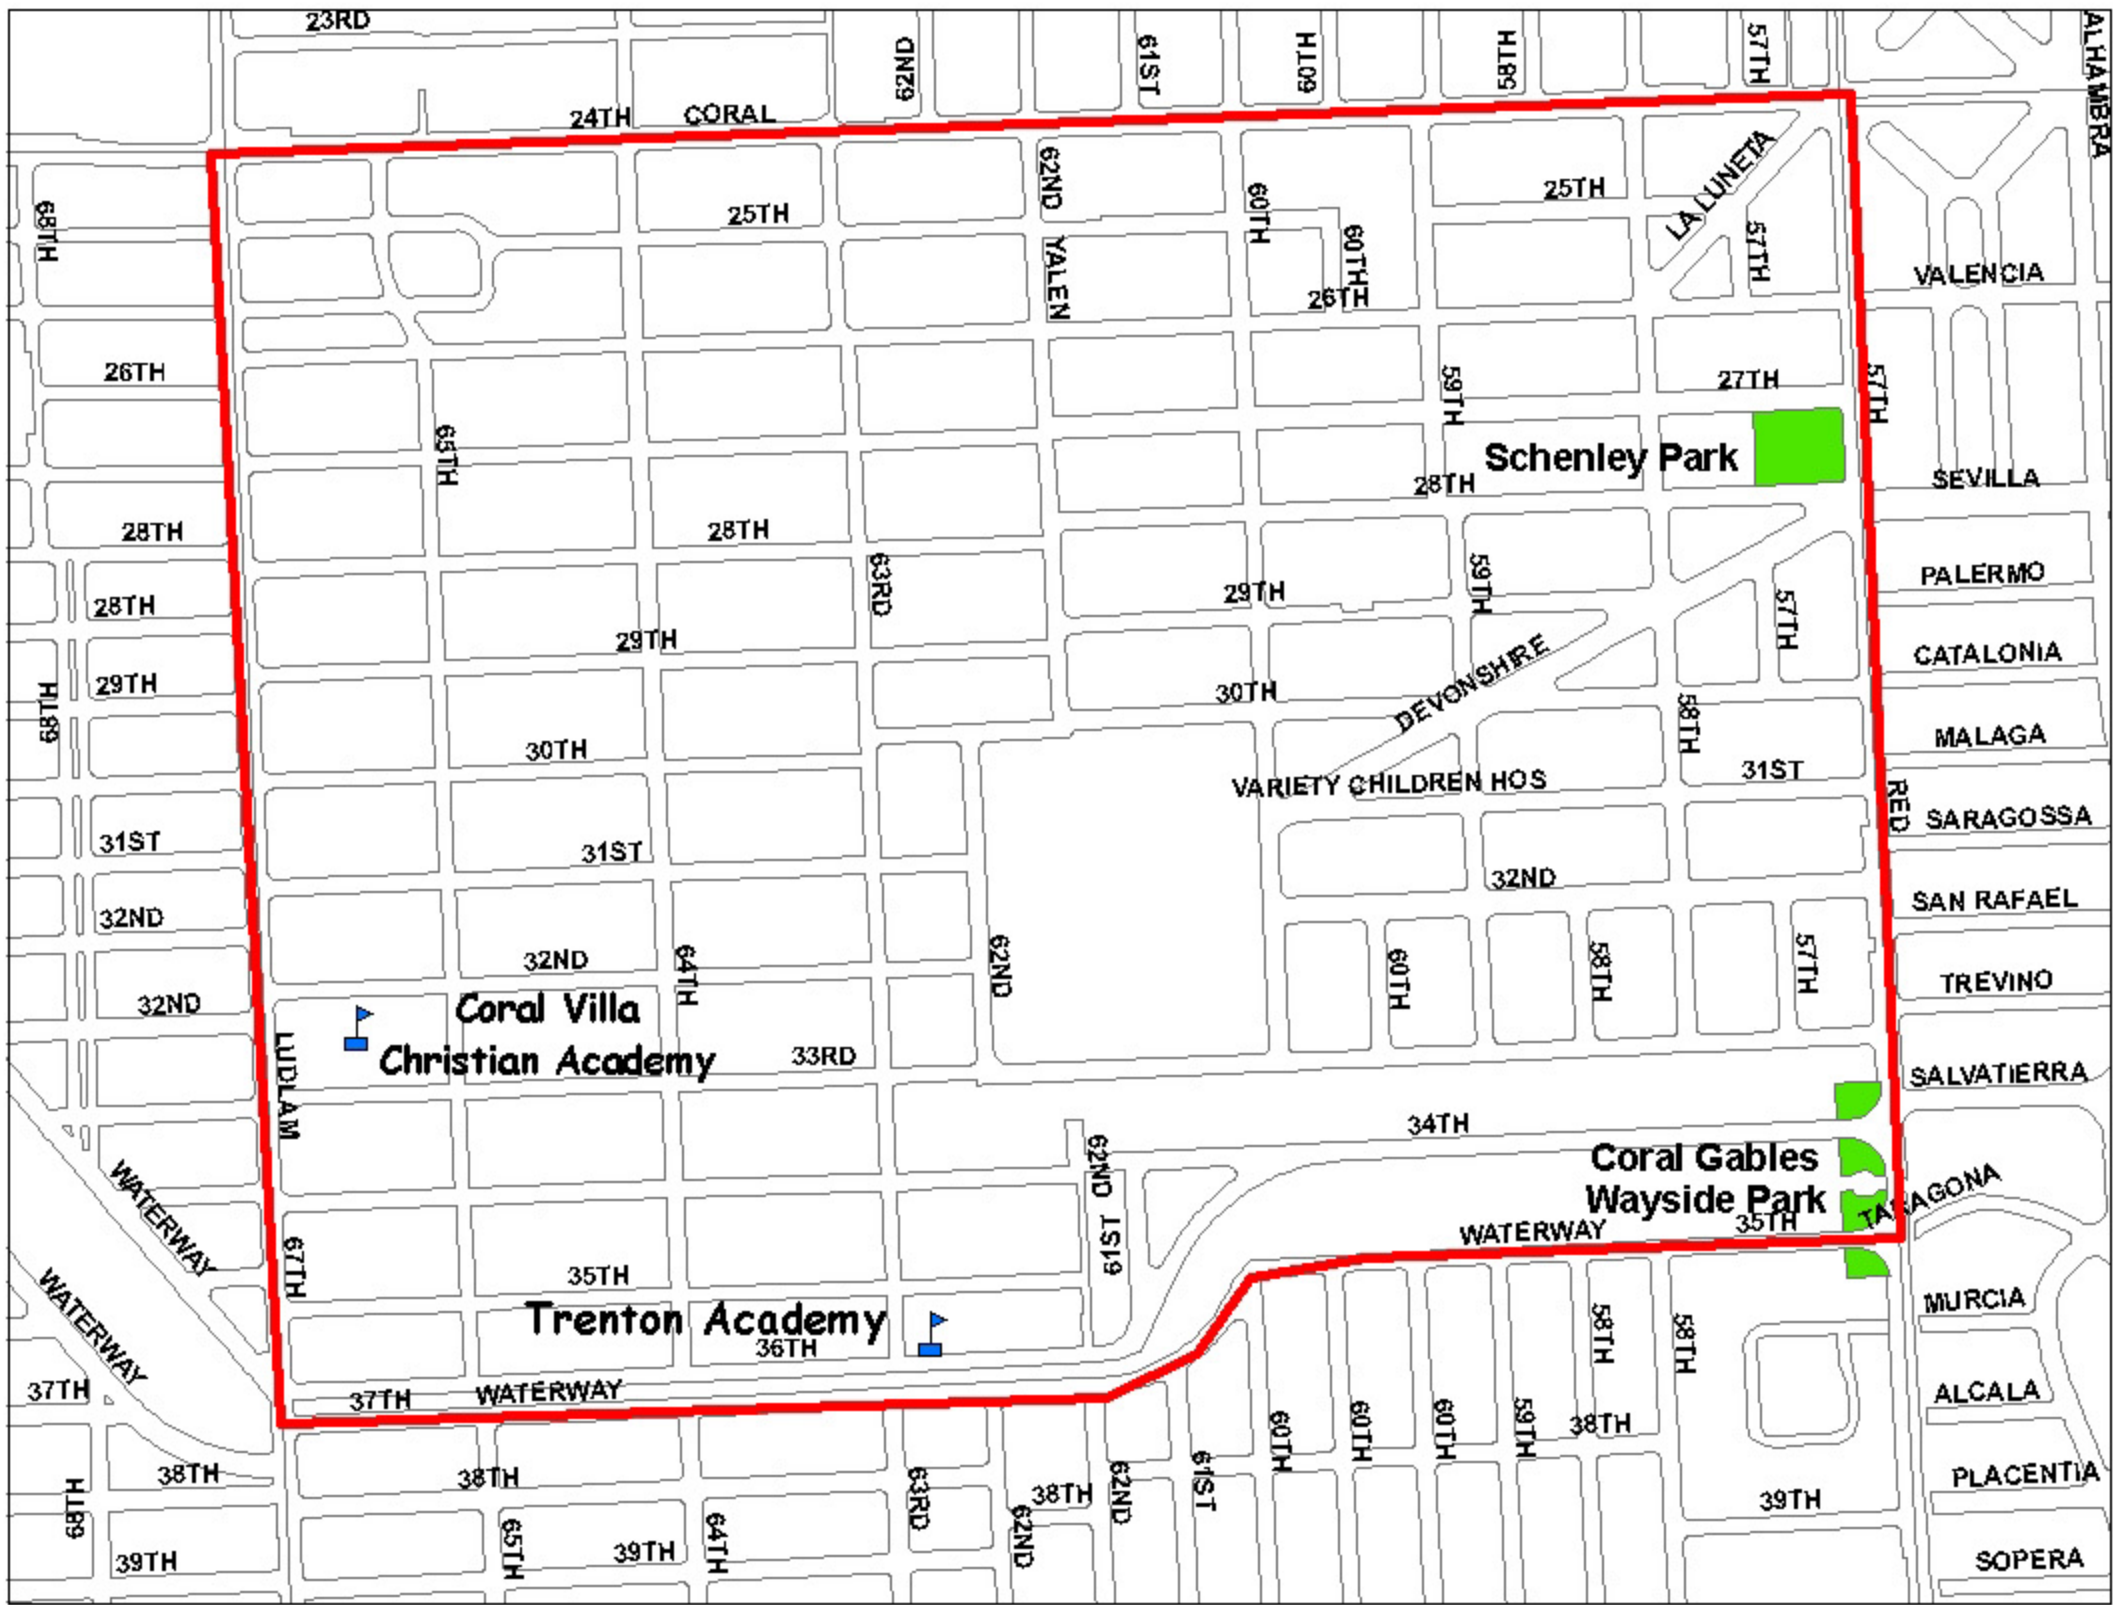 23RD
62ND
61ST
60TH
58TH
57TH
ALHAMBRA
24TH
CORAL
68TH
25TH
62ND
YALEN
60TH
60TH
26TH
25TH
LA LUNETA
57TH
VALENCIA
26TH
65TH
59TH
27TH
57TH
Schenley Park
28TH
SEVILLA
28TH
28TH
63RD
29TH
59TH
57TH
PALERMO
28TH
29TH
CATALONIA
29TH
68TH
30TH
30TH
DEVONSHIRE
58TH
MALAGA
VARIETY CHILDREN HOS
31ST
RED
SARAGOSSA
31ST
31ST
32ND
SAN RAFAEL
32ND
32ND
64TH
62ND
60TH
58TH
57TH
TREVINO
32ND
Coral Villa
Christian Academy
33RD
LUDLAM
SALVATIERRA
34TH
62ND
61ST
Coral Gables
Wayside Park
TARAGONA
35TH
WATERWAY
WATERWAY
WATERWAY
67TH
35TH
Trenton Academy
36TH
MURCIA
58TH
58TH
37TH
37TH
WATERWAY
ALCALA
60TH
60TH
60TH
59TH
38TH
38TH
38TH
68TH
63RD
62ND
38TH
62ND
61ST
39TH
PLACENTIA
65TH
64TH
39TH
39TH
SOPERA